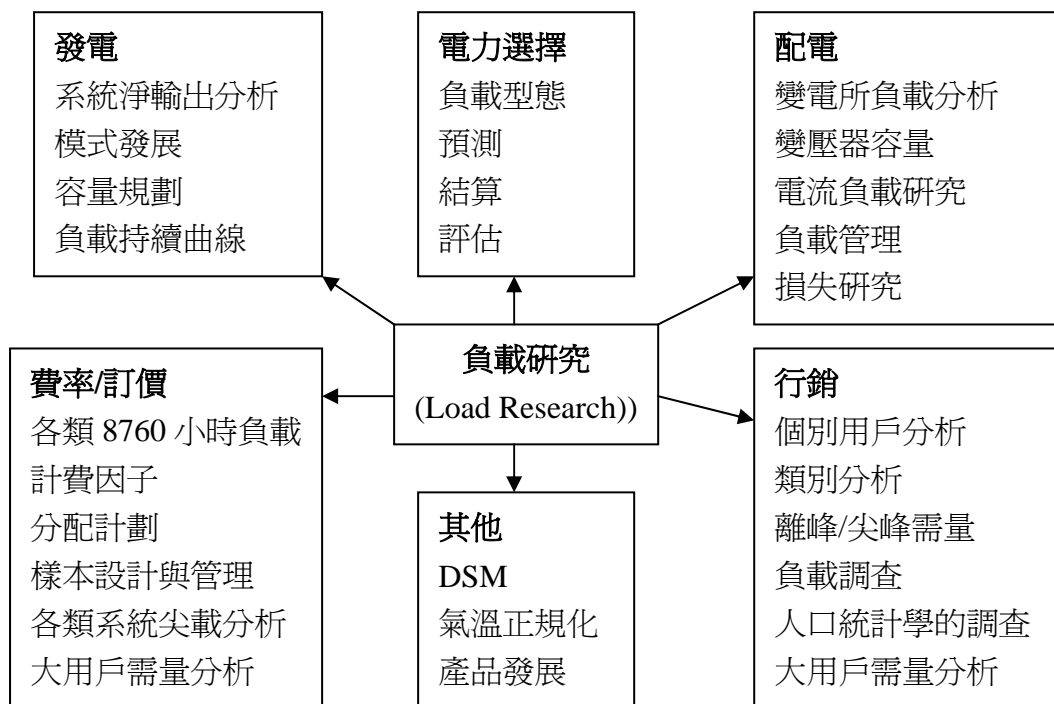 發電
系統淨輸出分析
模式發展
容量規劃
負載持續曲線
電力選擇
負載型態
預測
結算
評估
配電
變電所負載分析
變壓器容量
電流負載研究
負載管理
損失研究
負載研究
(Load Research))
費率/訂價
各類 8760 小時負載
計費因子
分配計劃
樣本設計與管理
各類系統尖載分析
大用戶需量分析
其他
DSM
氣溫正規化
產品發展
行銷
個別用戶分析
類別分析
離峰/尖峰需量
負載調查
人口統計學的調查
大用戶需量分析